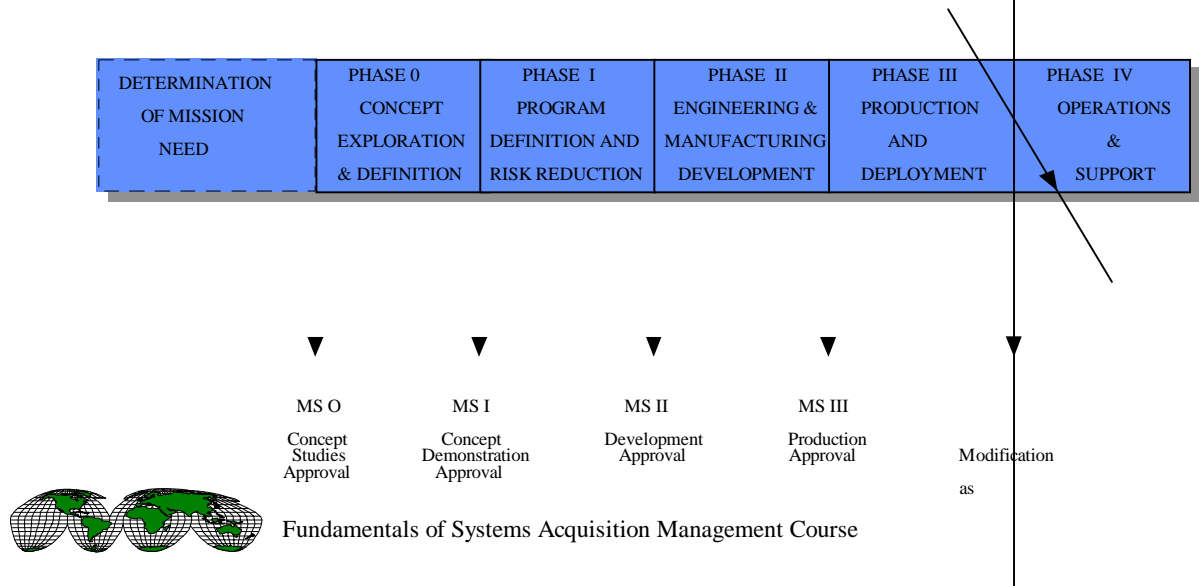 DETERMINATION
OF MISSION
NEED
PHASE 0
CONCEPT
EXPLORATION
& DEFINITION
PHASE I
PROGRAM
DEFINITION AND
RISK REDUCTION
PHASE II
ENGINEERING &
MANUFACTURING
DEVELOPMENT
PHASE III
PRODUCTION
AND
DEPLOYMENT
PHASE IV
OPERATIONS
&
SUPPORT
MS O
Concept
Studies
Approval
MS I
Concept
Demonstration
Approval
MS II
Development
Approval
MS III
Production
Approval
Modification
as
Fundamentals of Systems Acquisition Management Course